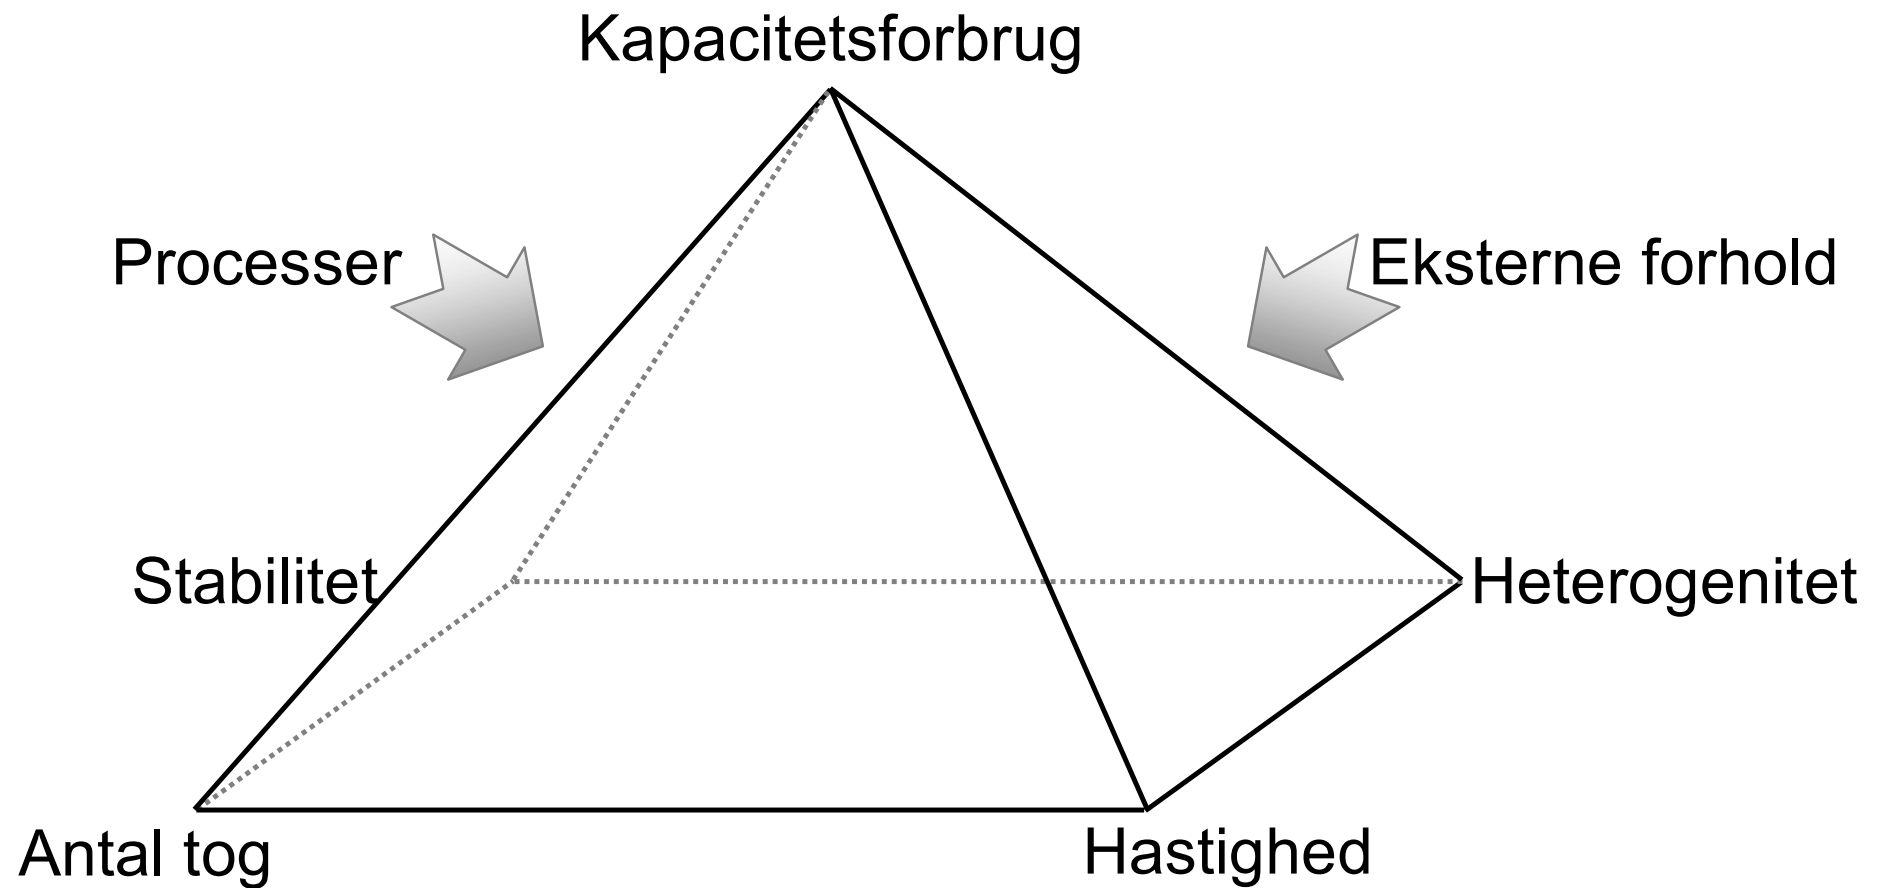 Kapacitetsforbrug
Processer
Eksterne forhold
Stabilitet
Heterogenitet
Antal tog
Hastighed